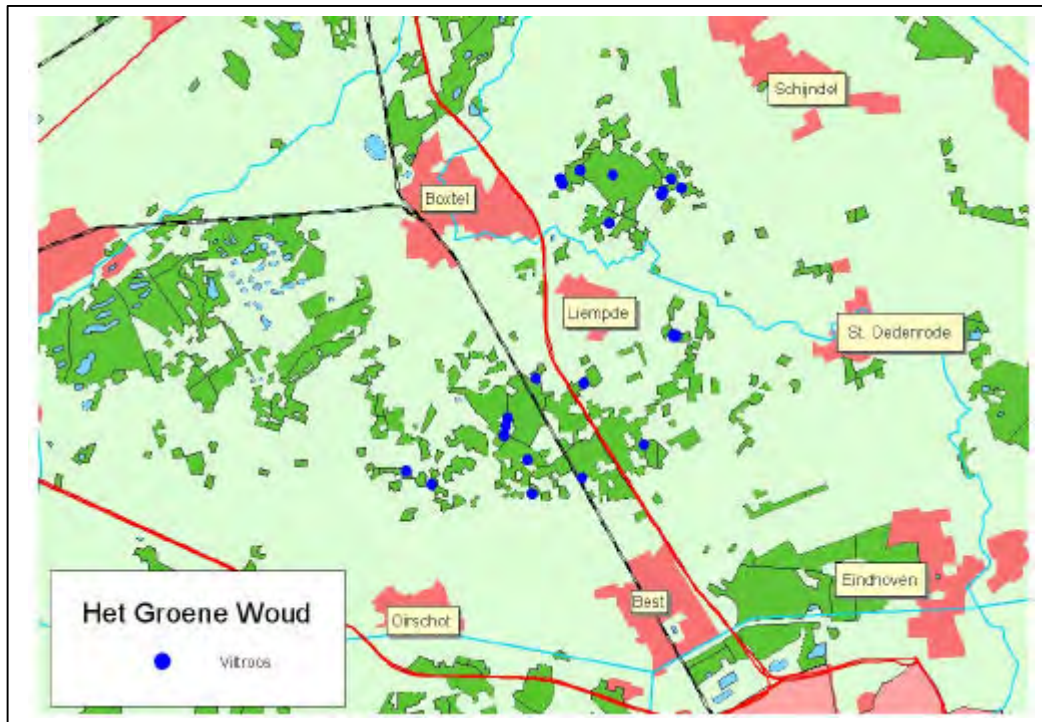 Schijndel
Boxtel
Liempde
St. Oedenrode
Eindhoven
Best
Oirschot
Het Groene Woud
Viltroos